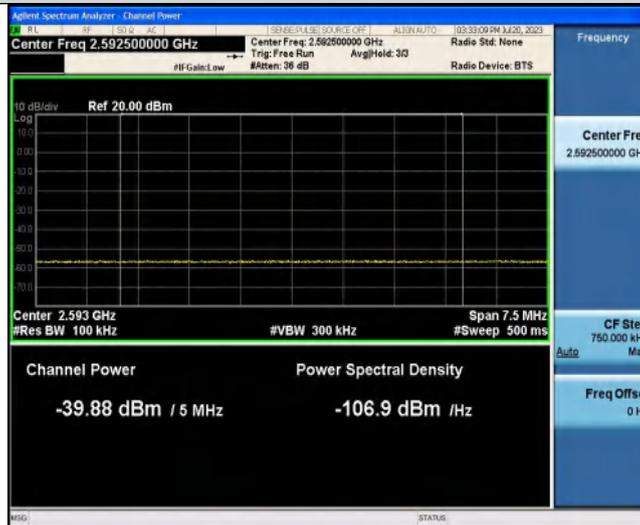 Agilent Spectrum Analyzer - Channel Power
RL RF 50 Ω AC SENSE:PULSE SOURCE OFF ALIGN AUTO 03:33:09 PM Jul 20, 2023
Center Freq 2.592500000 GHz Center Freq: 2.592500000 GHz Radio Std: None
Trig: Free Run Avg|Hold: 3/3
#IFGain:Low #Atten: 36 dB Radio Device: BTS
Frequency
10 dB/div Ref 20.00 dBm
Log
10.0
0.00
-10.0
-20.0
-30.0
-40.0
-50.0
-60.0
-70.0
Center 2.593 GHz Span 7.5 MHz
#Res BW 100 kHz #VBW 300 kHz #Sweep 500 ms
Channel Power Power Spectral Density
-39.88 dBm / 5 MHz -106.9 dBm /Hz
Center Fre
2.592500000 GH
CF Ste
750.000 kH
Auto Ma
Freq Offs
0 H
MSG STATUS